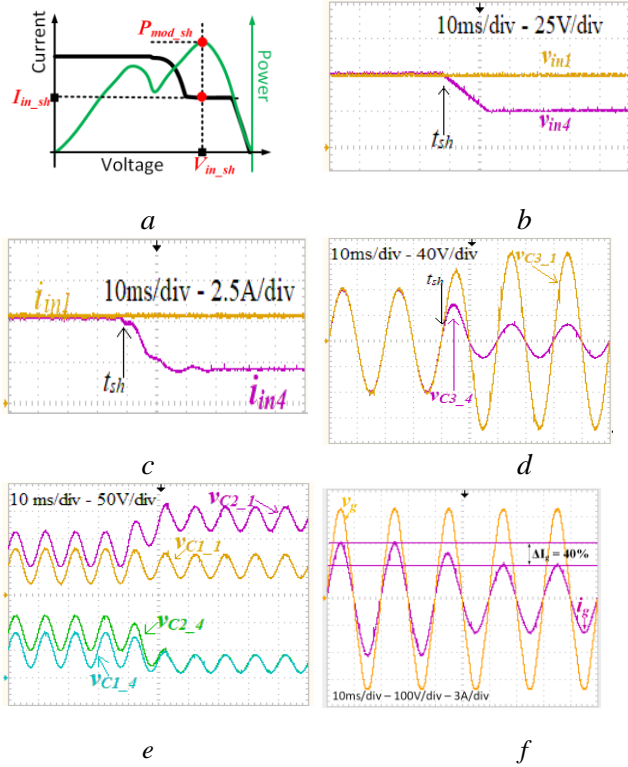 P_mod_sh
Current
Power
I_in_sh
Voltage
V_in_sh
a
10ms/div - 25V/div
v_in1
v_in4
t_sh
b
i_in1
10ms/div - 2.5A/div
t_sh
i_in4
c
10ms/div - 40V/div
v_C3_1
t_sh
v_C3_4
d
10 ms/div - 50V/div
v_C2_1
v_C1_1
v_C2_4
v_C1_4
e
v_g
ΔI_g = 40%
i_g
10ms/div – 100V/div – 3A/div
f